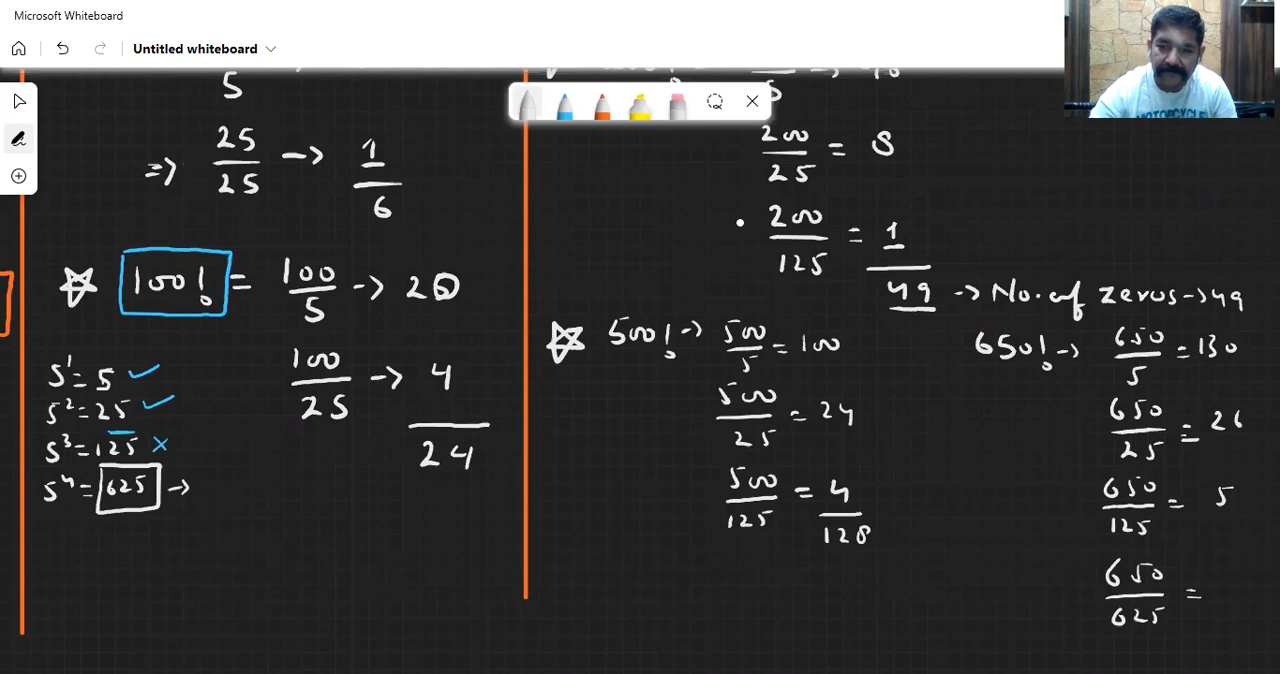 Microsoft Whiteboard
Untitled whiteboard
5
=> 25/25 -> 1
6
100! = 100/5 -> 20
100/25 -> 4
24
5¹ = 5 ✓
5² = 25 ✓
5³ = 125 ×
5⁴ = 625 ->
5
200/25 = 8
200/125 = 1
49 -> No. of zeros -> 49
500! -> 500/5 = 100
500/25 = 24
500/125 = 4
128
650! -> 650/5 = 130
650/25 = 26
650/125 = 5
650/625 =
MOTORCYCLE